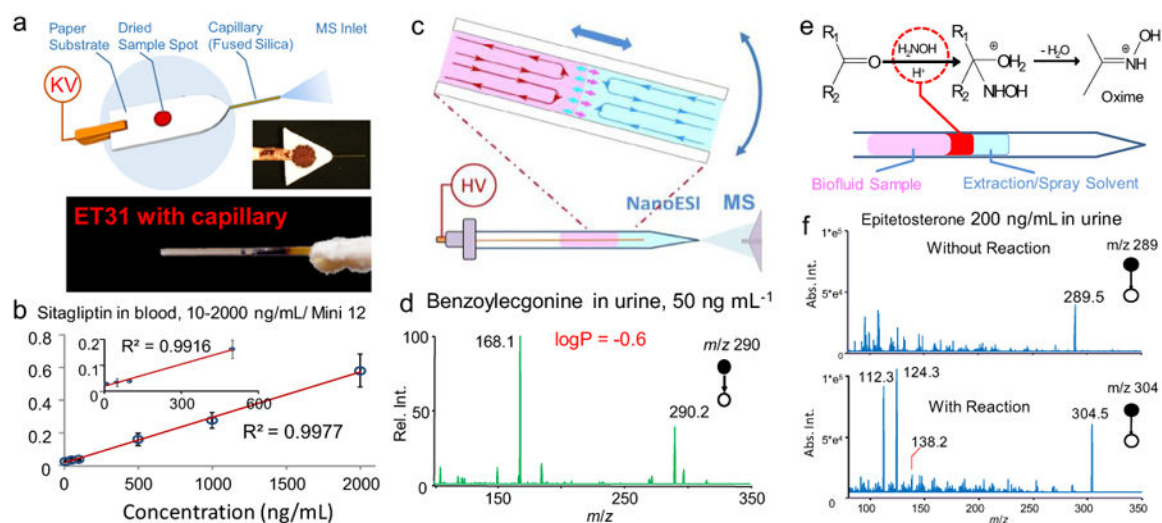 a
Paper Substrate
Dried Sample Spot
Capillary (Fused Silica)
MS Inlet
KV
ET31 with capillary
b
Sitagliptin in blood, 10-2000 ng/mL/ Mini 12
0.8
0.6
0.4
0.2
0
0.2
0.1
0
R² = 0.9916
0 300 600
R² = 0.9977
0 500 1000 1500 2000
Concentration (ng/mL)
c
HV
NanoESI
MS
d
Benzoylecgonine in urine, 50 ng mL⁻¹
100
50
0
Rel. Int.
168.1
logP = -0.6
m/z 290
290.2
150 250 350
m/z
e
R₁
R₂
O
H₂NOH
H⁺
R₁
⊕
OH₂
R₂
NHOH
- H₂O
OH
⊕
NH
Oxime
Biofluid Sample
Extraction/Spray Solvent
f
Epitetosterone 200 ng/mL in urine
1*e⁵
5*e⁴
0
Abs. Int.
Without Reaction
m/z 289
289.5
1*e⁵
5*e⁴
0
Abs. Int.
112.3
124.3
138.2
With Reaction
m/z 304
304.5
100 150 200 250 300 350
m/z